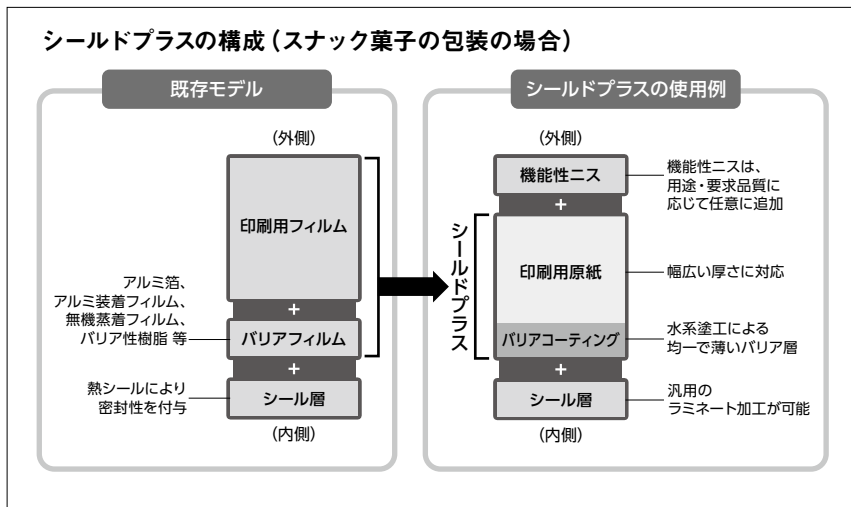 シールドプラスの構成（スナック菓子の包装の場合）
既存モデル
（外側）
印刷用フィルム
+
アルミ箔、
アルミ装着フィルム、
無機蒸着フィルム、
バリア性樹脂 等
バリアフィルム
+
熱シールにより
密封性を付与
シール層
（内側）
シールドプラスの使用例
（外側）
機能性ニス
機能性ニスは、
用途・要求品質に
応じて任意に追加
+
シールドプラス
印刷用原紙
幅広い厚さに対応
バリアコーティング
水系塗工による
均一で薄いバリア層
+
シール層
汎用の
ラミネート加工が可能
（内側）